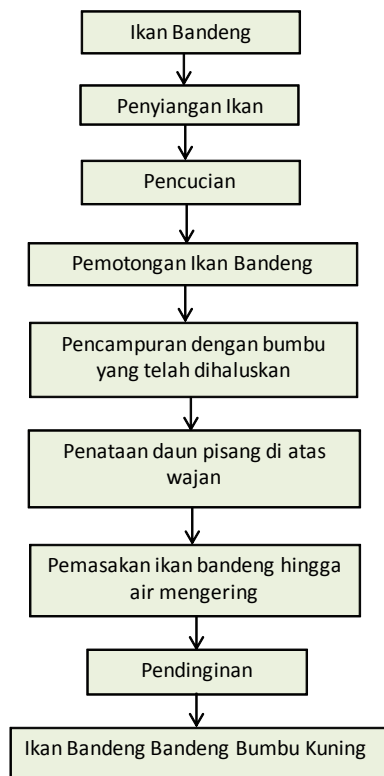 Ikan Bandeng
Penyiangan Ikan
Pencucian
Pemotongan Ikan Bandeng
Pencampuran dengan bumbu
yang telah dihaluskan
Penataan daun pisang di atas
wajan
Pemasakan ikan bandeng hingga
air mengering
Pendinginan
Ikan Bandeng Bandeng Bumbu Kuning